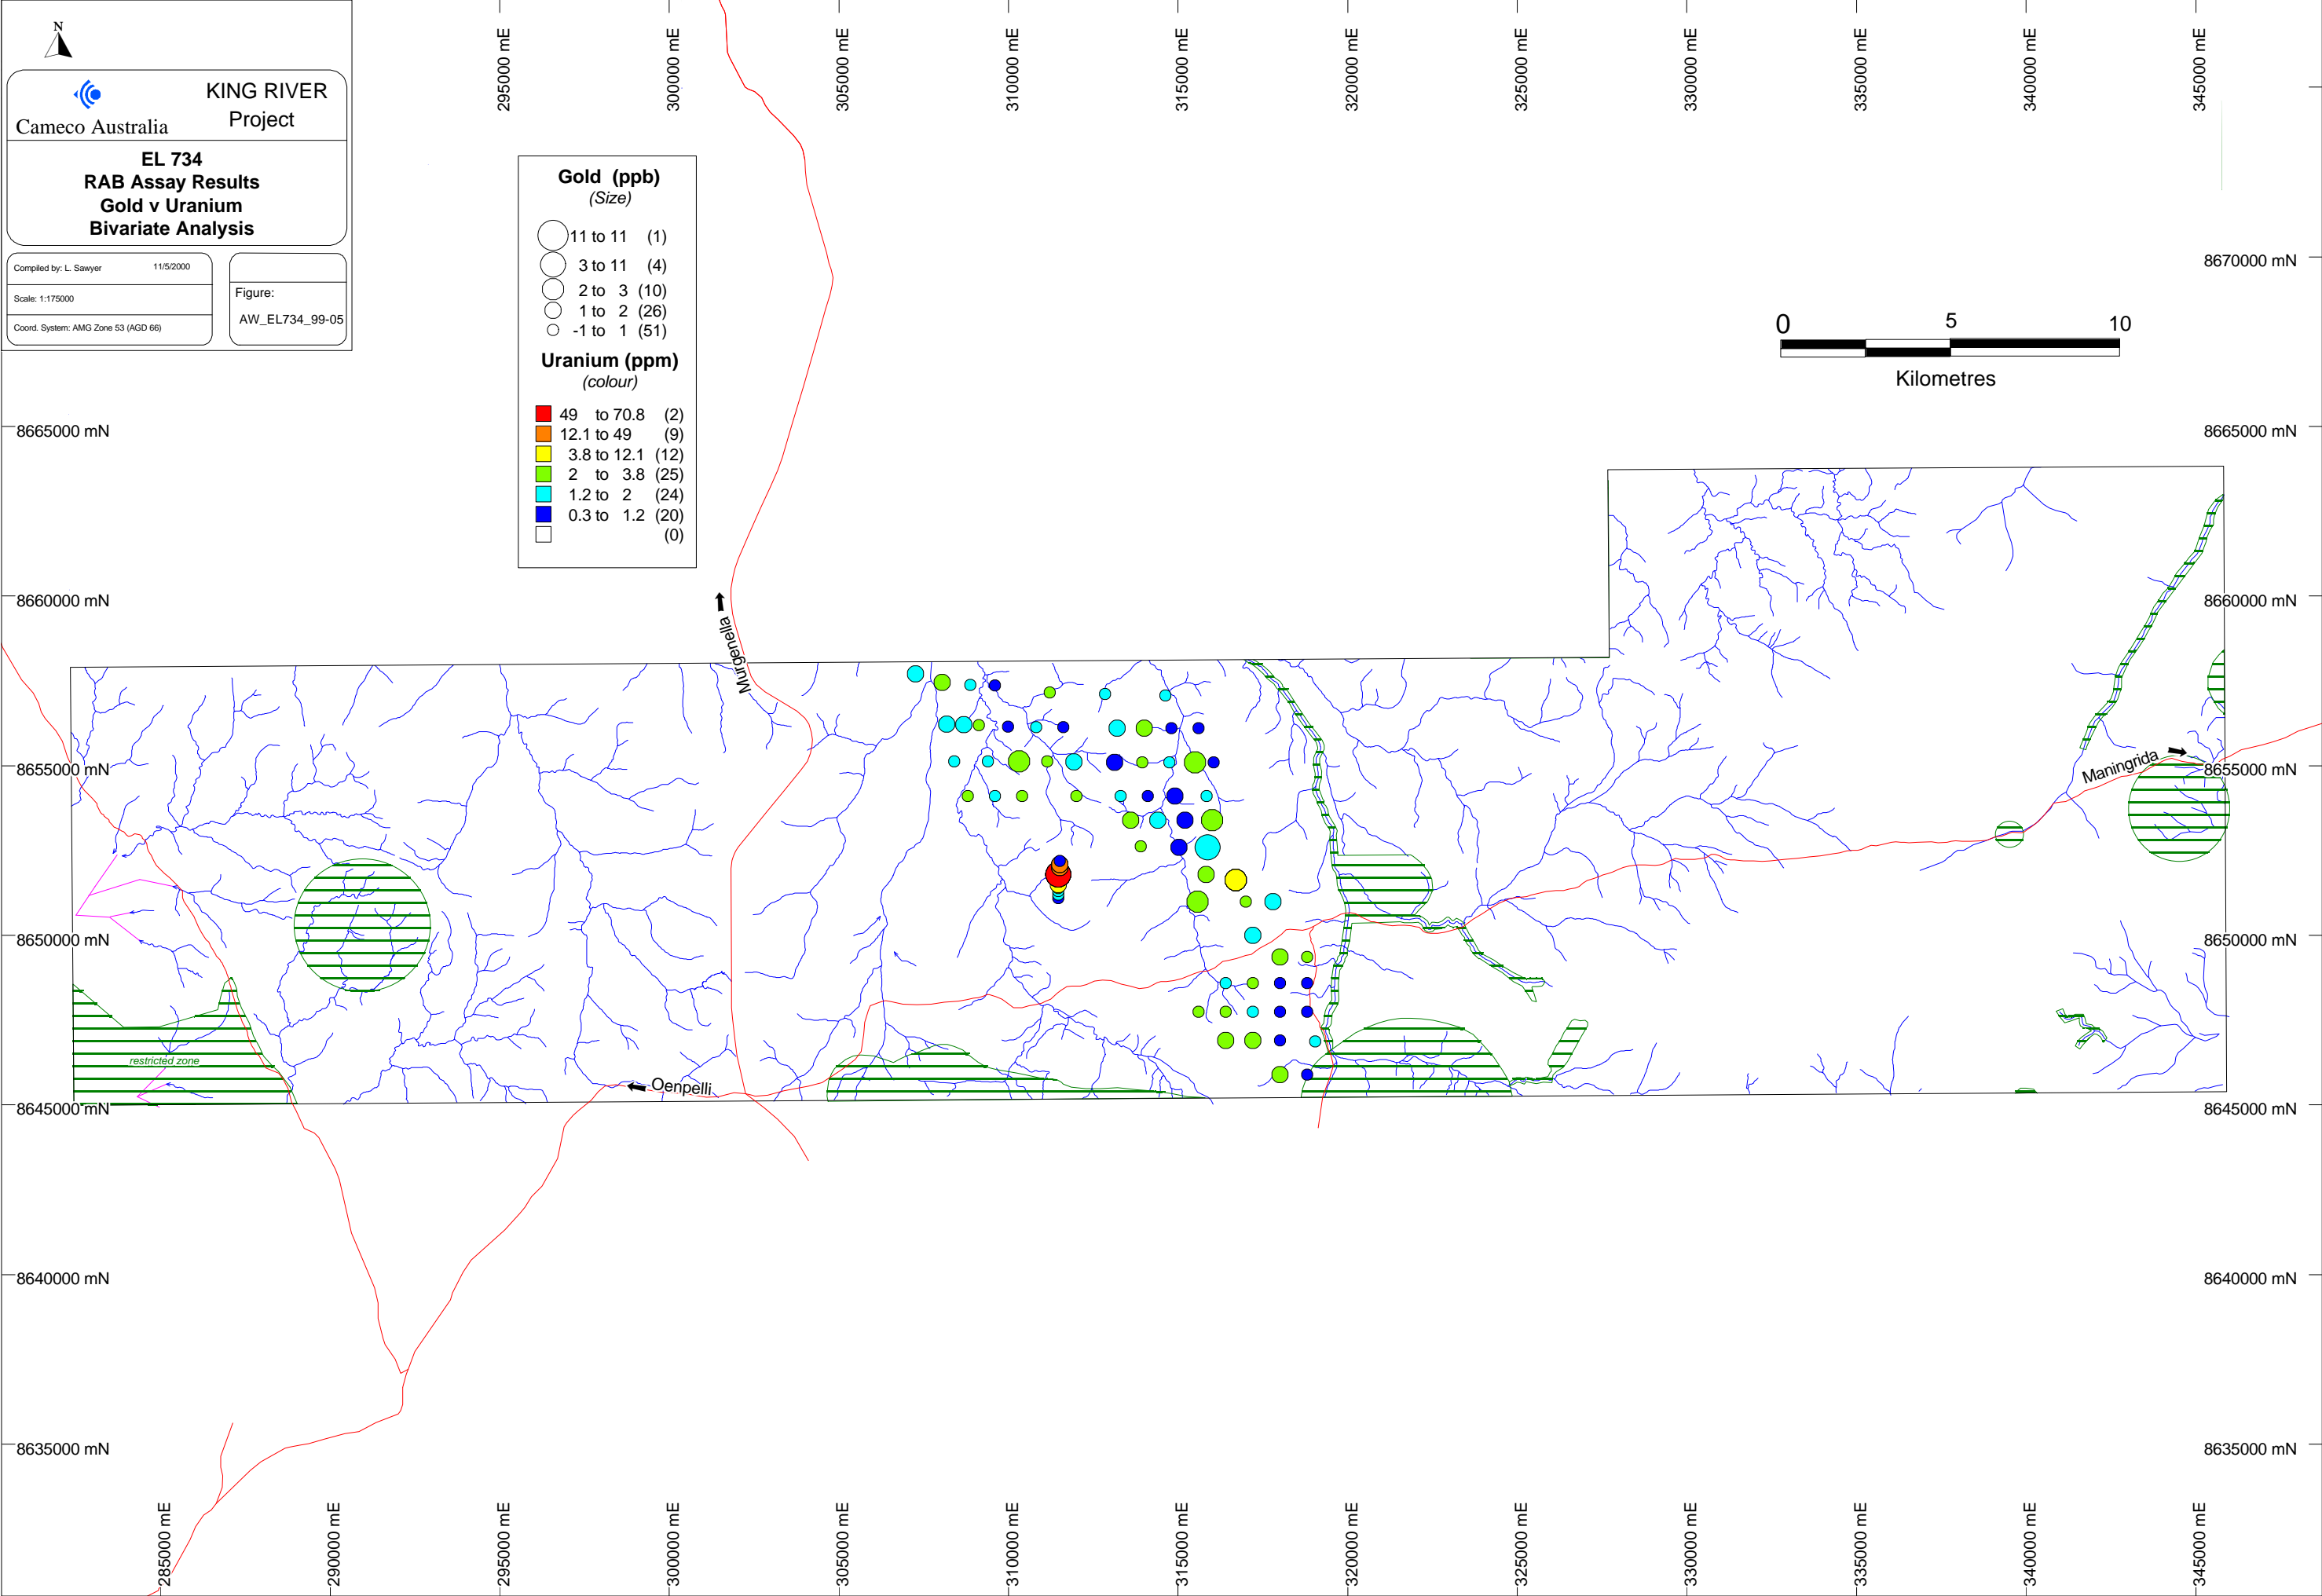 N
Cameco Australia
KING RIVER
Project
EL 734
RAB Assay Results
Gold v Uranium
Bivariate Analysis
Compiled by: L. Sawyer 11/5/2000
Scale: 1:175000
Coord. System: AMG Zone 53 (AGD 66)
Figure:
AW_EL734_99-05
295000 mE
300000 mE
305000 mE
310000 mE
315000 mE
320000 mE
325000 mE
330000 mE
335000 mE
340000 mE
345000 mE
Gold (ppb)
(Size)
11 to 11 (1)
3 to 11 (4)
2 to 3 (10)
1 to 2 (26)
-1 to 1 (51)
Uranium (ppm)
(colour)
49 to 70.8 (2)
12.1 to 49 (9)
3.8 to 12.1 (12)
2 to 3.8 (25)
1.2 to 2 (24)
0.3 to 1.2 (20)
(0)
8670000 mN
0 5 10
Kilometres
8665000 mN
8665000 mN
8660000 mN
8660000 mN
Murgenella
8655000 mN
Maningrida
8655000 mN
8650000 mN
8650000 mN
restricted zone
Oenpelli
8645000 mN
8645000 mN
8640000 mN
8640000 mN
8635000 mN
8635000 mN
285000 mE
290000 mE
295000 mE
300000 mE
305000 mE
310000 mE
315000 mE
320000 mE
325000 mE
330000 mE
335000 mE
340000 mE
345000 mE